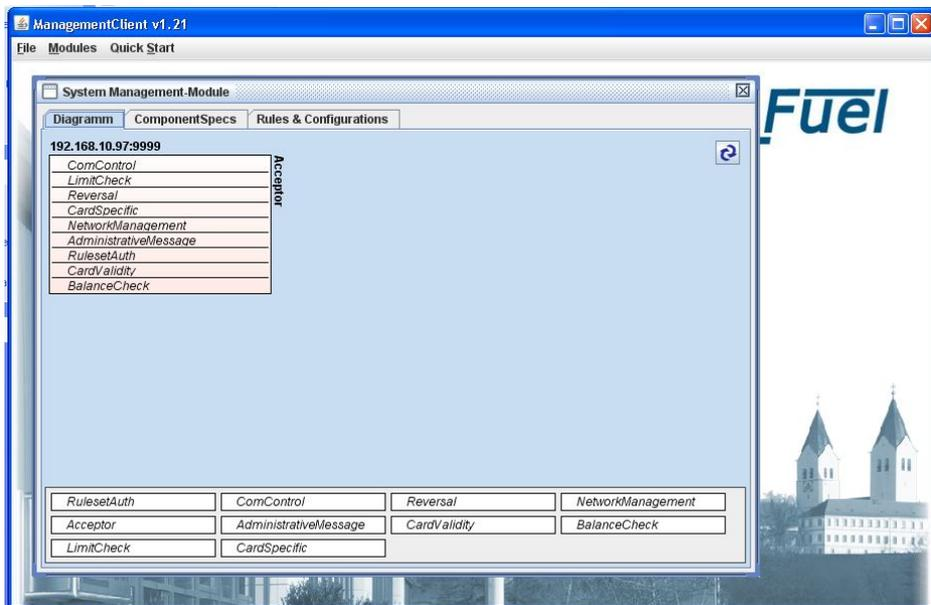 ManagementClient v1.21
File Modules Quick Start
Fuel
System Management-Module
Diagramm ComponentSpecs Rules & Configurations
192.168.10.97:9999
Acceptor
ComControl
LimitCheck
Reversal
CardSpecific
NetworkManagement
AdministrativeMessage
RulesetAuth
CardValidity
BalanceCheck
RulesetAuth ComControl Reversal NetworkManagement
Acceptor AdministrativeMessage CardValidity BalanceCheck
LimitCheck CardSpecific